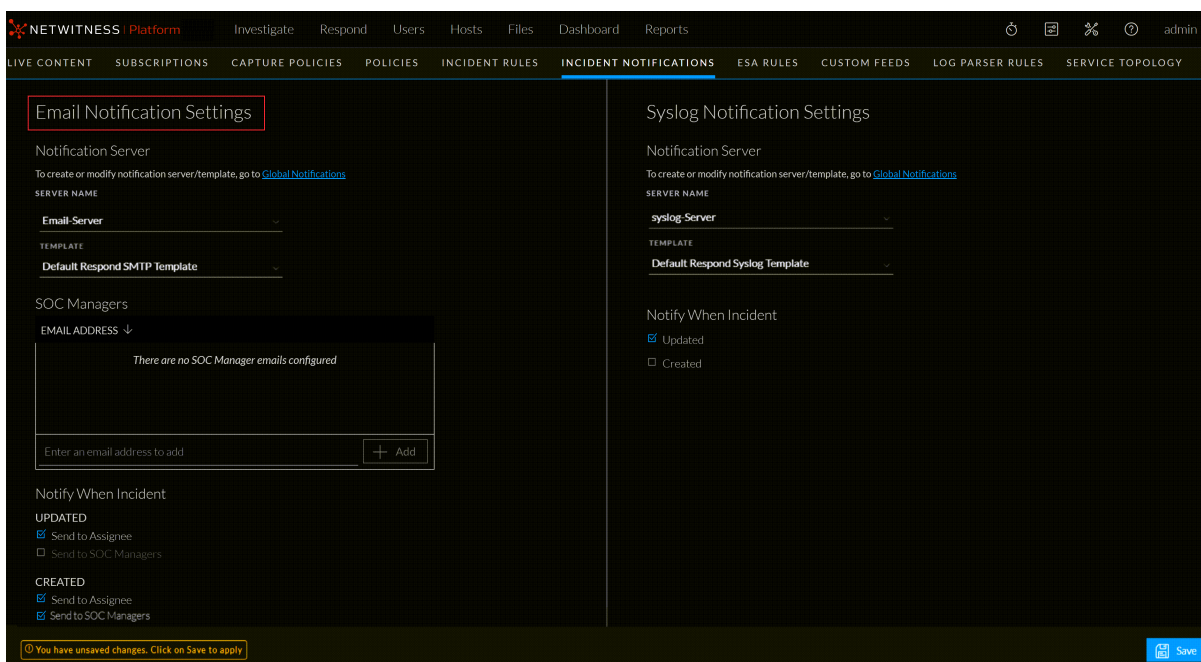 NETWITNESS Platform Investigate Respond Users Hosts Files Dashboard Reports admin
LIVE CONTENT SUBSCRIPTIONS CAPTURE POLICIES POLICIES INCIDENT RULES INCIDENT NOTIFICATIONS ESA RULES CUSTOM FEEDS LOG PARSER RULES SERVICE TOPOLOGY
Email Notification Settings
Notification Server
To create or modify notification server/template, go to Global Notifications
SERVER NAME
Email-Server
TEMPLATE
Default Respond SMTP Template
SOC Managers
EMAIL ADDRESS
There are no SOC Manager emails configured
Enter an email address to add
Add
Notify When Incident
UPDATED
Send to Assignee
Send to SOC Managers
CREATED
Send to Assignee
Send to SOC Managers
Syslog Notification Settings
Notification Server
To create or modify notification server/template, go to Global Notifications
SERVER NAME
syslog-Server
TEMPLATE
Default Respond Syslog Template
Notify When Incident
Updated
Created
You have unsaved changes. Click on Save to apply
Save